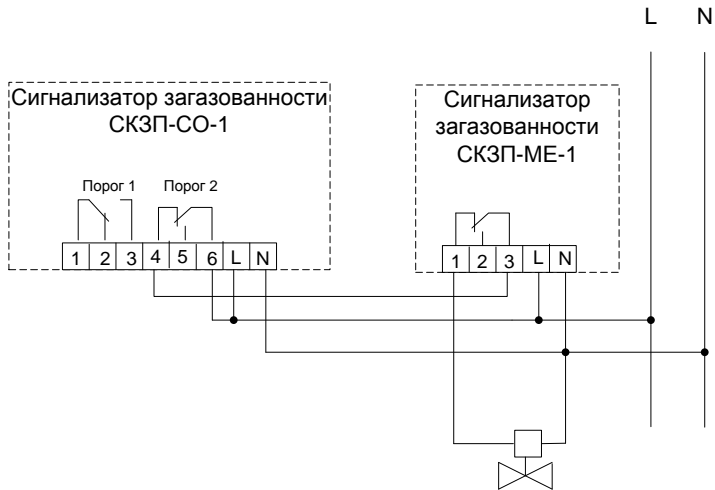 L N
Сигнализатор загазованности
СКЗП-СО-1
Сигнализатор
загазованности
СКЗП-МЕ-1
Порог 1 Порог 2
1 2 3 4 5 6 L N
1 2 3 L N